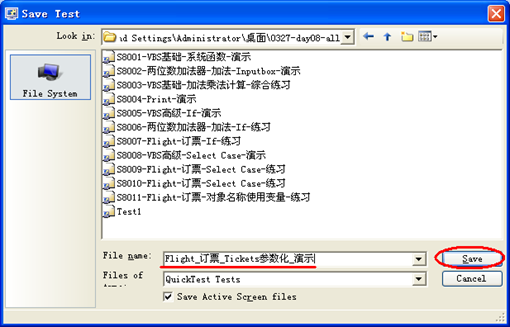 Save Test
Look in:
\d Settings\Administrator\桌面\0327-day08-all
File System
S8001-VBS基础-系统函数-演示
S8002-两位数加法器-加法-Inputbox-演示
S8003-VBS基础-加法乘法计算-综合练习
S8004-Print-演示
S8005-VBS高级-If-演示
S8006-两位数加法器-加法-If-练习
S8007-Flight-订票-If-练习
S8008-VBS高级-Select Case-演示
S8009-Flight-订票-Select Case-练习
S8010-Flight-订票-Select Case-练习
S8011-Flight-订票-对象名称使用变量-练习
Test1
File name:
Flight_订票_Tickets参数化_演示
Save
Files of
QuickTest Tests
Cancel
Save Active Screen files